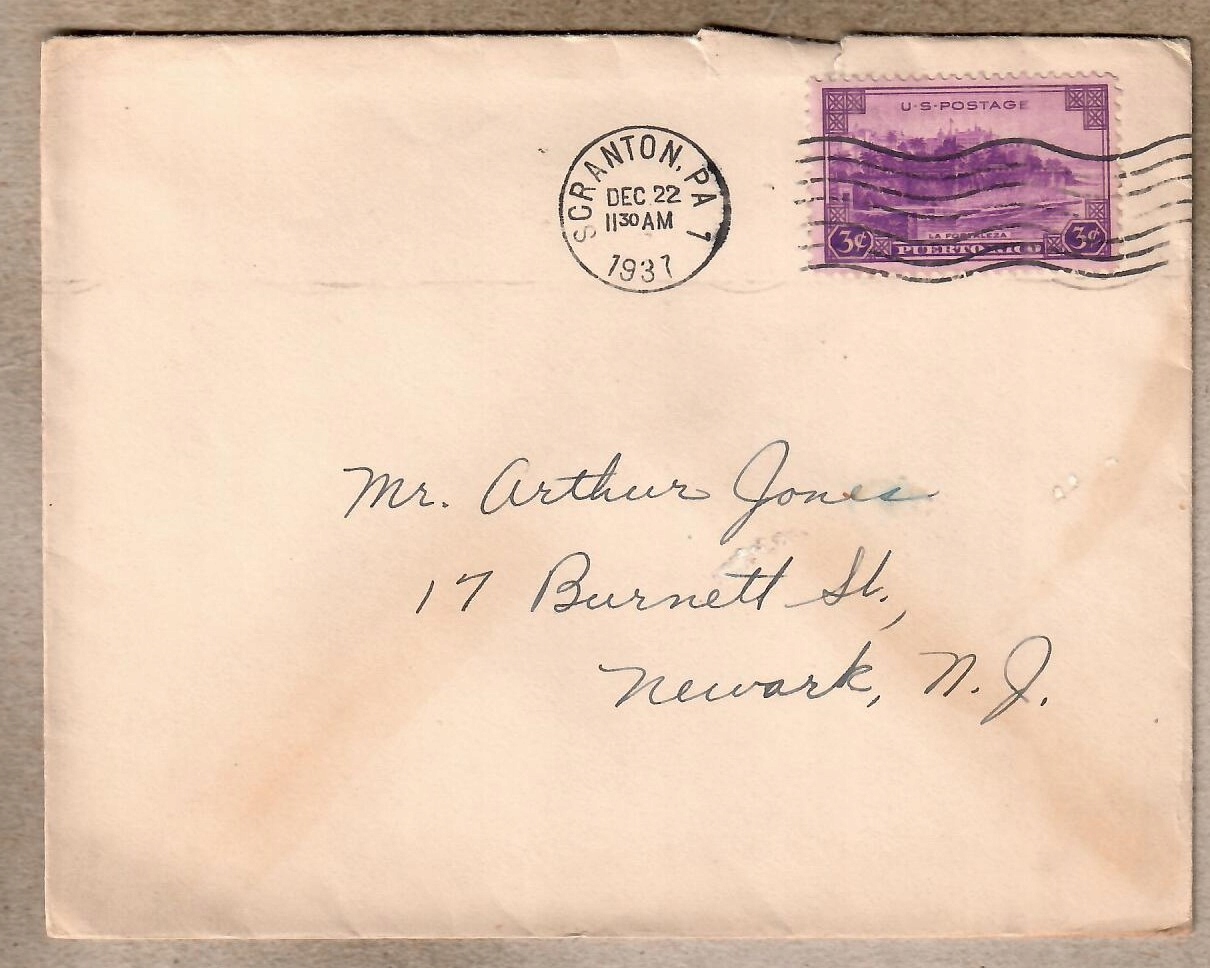 U·S·POSTAGE
LA FORTALEZA
3¢ PUERTO RICO 3¢
SCRANTON, PA 1
DEC 22
11 30 AM
1937
Mr. Arthur Jones
17 Burnett St.,
Newark, N. J.